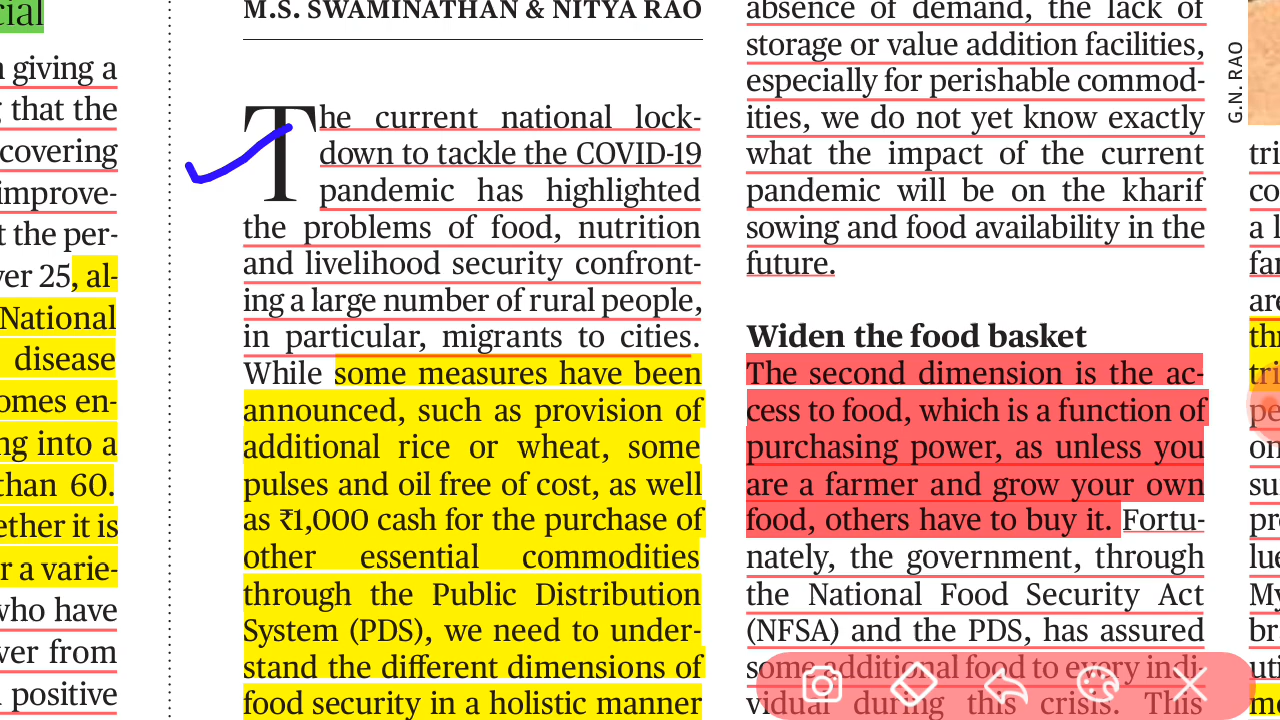 cial
giving a
that the
covering
improve-
the per-
25, al-
National
disease
en-
into a
than 60.
it is
a varie-
who have
from
positive
M.S. SWAMINATHAN & NITYA RAO
The current national lock-
down to tackle the COVID-19
pandemic has highlighted
the problems of food, nutrition
and livelihood security confront-
ing a large number of rural people,
in particular, migrants to cities.
While some measures have been
announced, such as provision of
additional rice or wheat, some
pulses and oil free of cost, as well
as ₹1,000 cash for the purchase of
other essential commodities
through the Public Distribution
System (PDS), we need to under-
stand the different dimensions of
food security in a holistic manner
absence of demand, the lack of
storage or value addition facilities,
especially for perishable commod-
ities, we do not yet know exactly
what the impact of the current
pandemic will be on the kharif
sowing and food availability in the
future.
Widen the food basket
The second dimension is the ac-
cess to food, which is a function of
purchasing power, as unless you
are a farmer and grow your own
food, others have to buy it. Fortu-
nately, the government, through
the National Food Security Act
(NFSA) and the PDS, has assured
some additional food to every indi-
vidual during this crisis. This
G.N. RAO